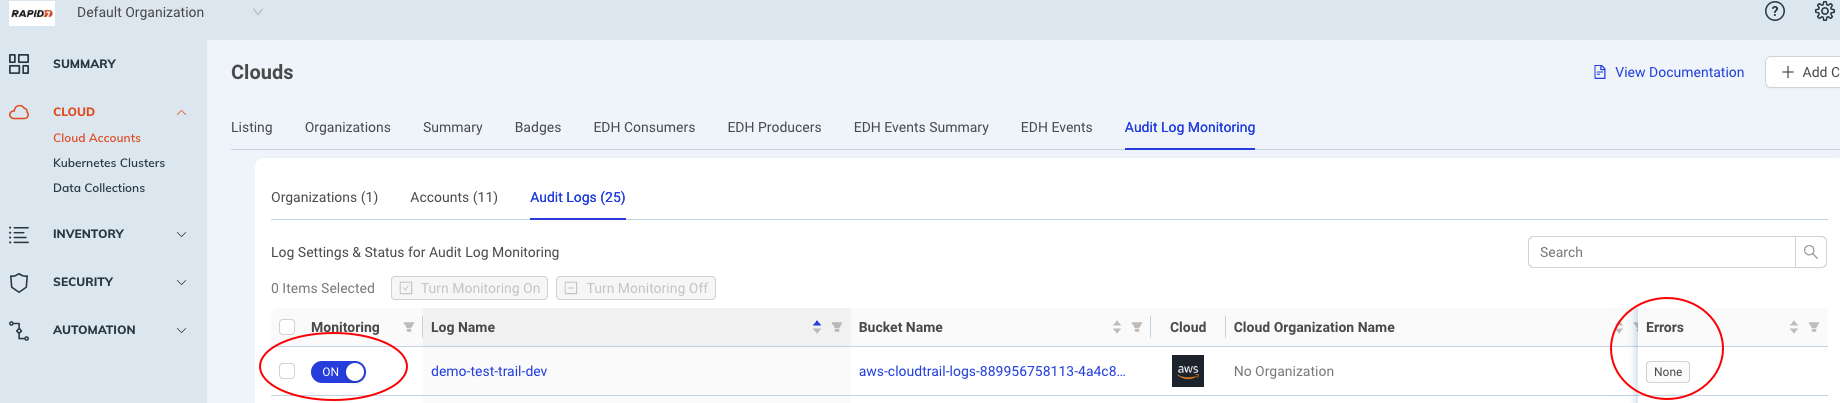 RAPID7 Default Organization
SUMMARY
CLOUD
Cloud Accounts
Kubernetes Clusters
Data Collections
INVENTORY
SECURITY
AUTOMATION
Clouds
View Documentation
+ Add C
Listing Organizations Summary Badges EDH Consumers EDH Producers EDH Events Summary EDH Events Audit Log Monitoring
Organizations (1) Accounts (11) Audit Logs (25)
Log Settings & Status for Audit Log Monitoring
Search
0 Items Selected Turn Monitoring On Turn Monitoring Off
Monitoring Log Name Bucket Name Cloud Cloud Organization Name Errors
ON demo-test-trail-dev aws-cloudtrail-logs-889956758113-4a4c8... aws No Organization None